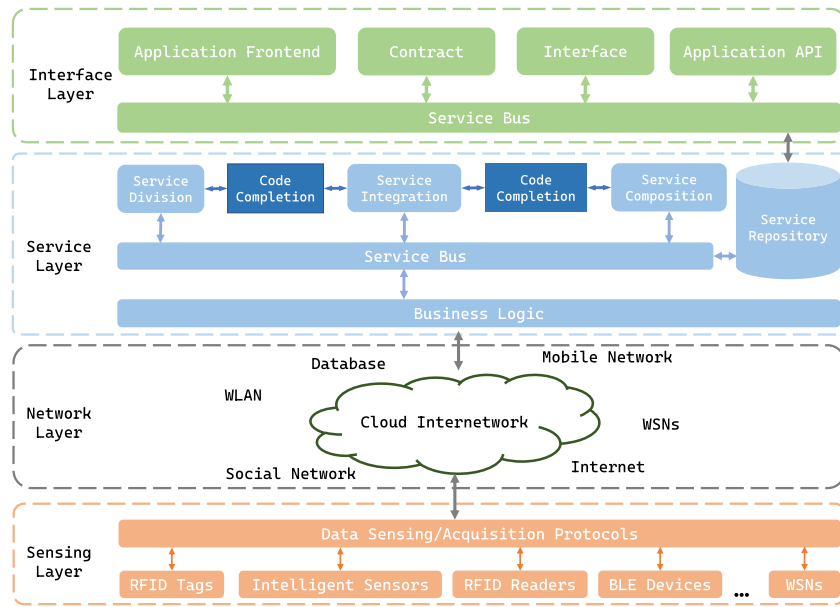 Application Frontend
Contract
Interface
Application API
Interface
Layer
Service Bus
Service
Division
Code
Completion
Service
Integration
Code
Completion
Service
Composition
Service
Repository
Service
Layer
Service Bus
Business Logic
Database
Mobile Network
WLAN
Cloud Internetwork
WSNs
Network
Layer
Social Network
Internet
Data Sensing/Acquisition Protocols
Sensing
Layer
RFID Tags
Intelligent Sensors
RFID Readers
BLE Devices
...
WSNs